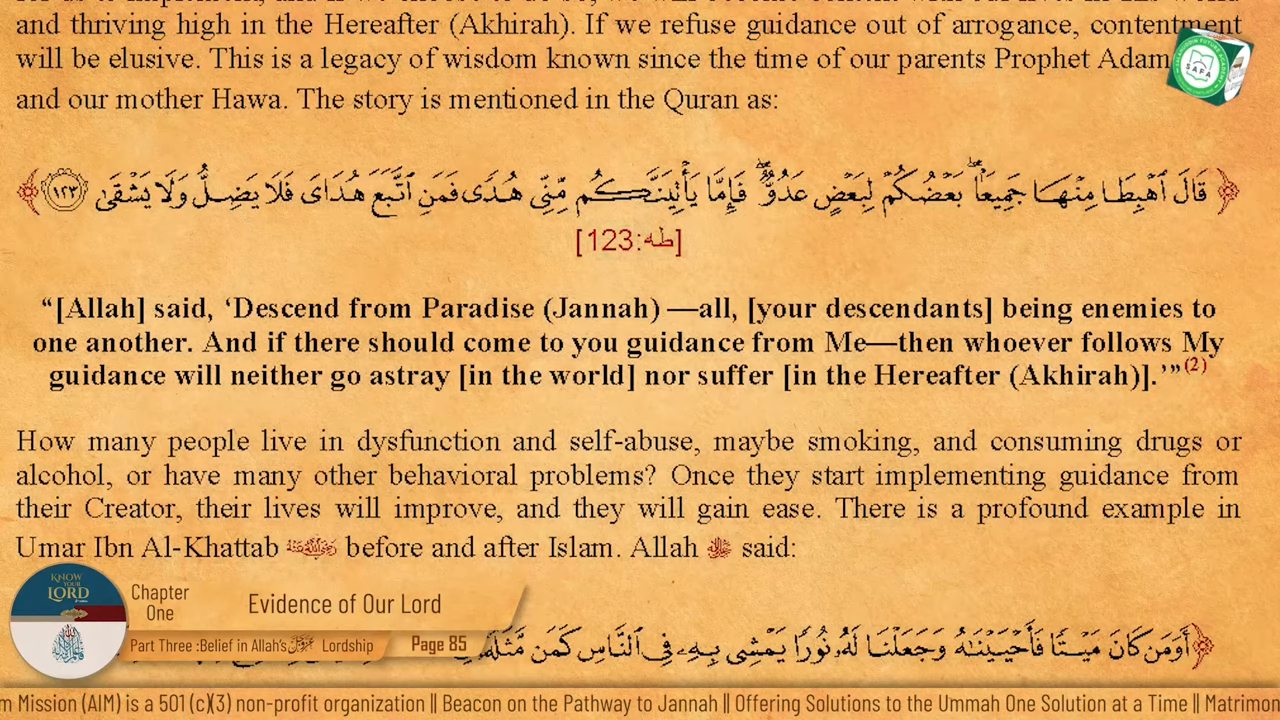 and thriving high in the Hereafter (Akhirah). If we refuse guidance out of arrogance, contentment
will be elusive. This is a legacy of wisdom known since the time of our parents Prophet Adam
and our mother Hawa. The story is mentioned in the Quran as:
﴿قَالَ ٱهْبِطَا مِنْهَا جَمِيعًۢا ۖ بَعْضُكُمْ لِبَعْضٍ عَدُوٌّ ۖ فَإِمَّا يَأْتِيَنَّكُم مِّنِّى هُدًى فَمَنِ ٱتَّبَعَ هُدَاىَ فَلَا يَضِلُّ وَلَا يَشْقَىٰ ١٢٣﴾
[طه:123]
“[Allah] said, ‘Descend from Paradise (Jannah) —all, [your descendants] being enemies to
one another. And if there should come to you guidance from Me—then whoever follows My
guidance will neither go astray [in the world] nor suffer [in the Hereafter (Akhirah)].’”(2)
How many people live in dysfunction and self-abuse, maybe smoking, and consuming drugs or
alcohol, or have many other behavioral problems? Once they start implementing guidance from
their Creator, their lives will improve, and they will gain ease. There is a profound example in
Umar Ibn Al-Khattab before and after Islam. Allah said:
﴿أَوَمَن كَانَ مَيْتًا فَأَحْيَيْنَٰهُ وَجَعَلْنَا لَهُۥ نُورًا يَمْشِى بِهِۦ فِى ٱلنَّاسِ كَمَن مَّثَلُهُۥ
KNOW
YOUR
LORD
Chapter
One
Evidence of Our Lord
Part Three :Belief in Allah's Lordship
Page 85
m Mission (AIM) is a 501 (c)(3) non-profit organization || Beacon on the Pathway to Jannah || Offering Solutions to the Ummah One Solution at a Time || Matrimon